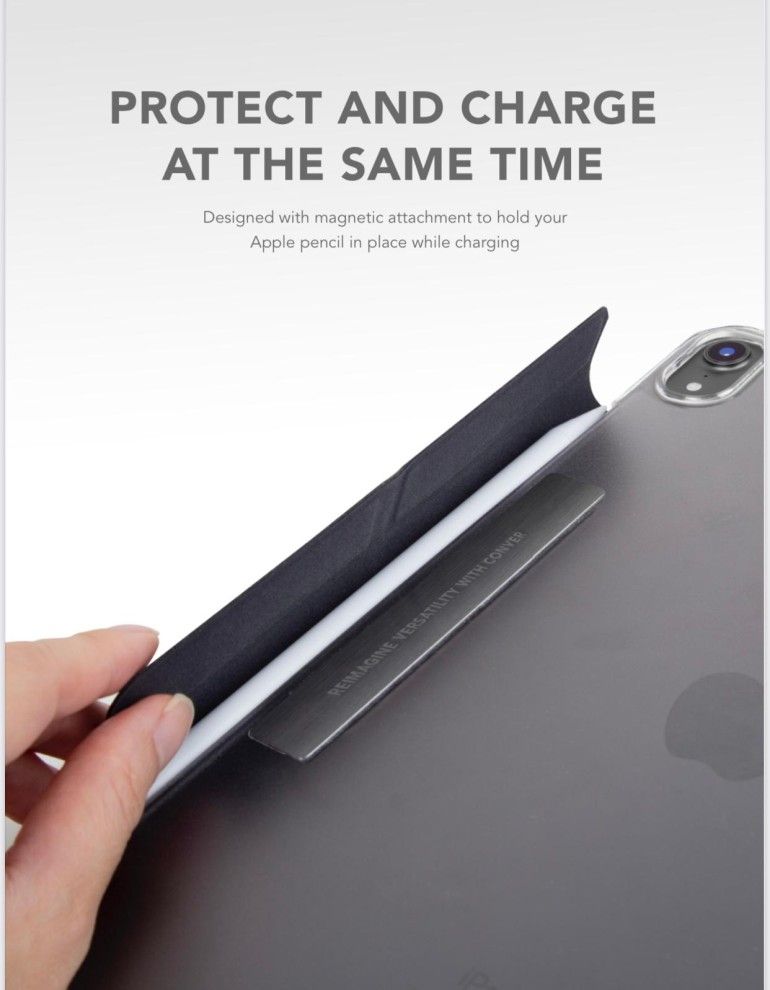 PROTECT AND CHARGE
AT THE SAME TIME
Designed with magnetic attachment to hold your
Apple pencil in place while charging
REIMAGINE VERSATILITY WITH CONVER